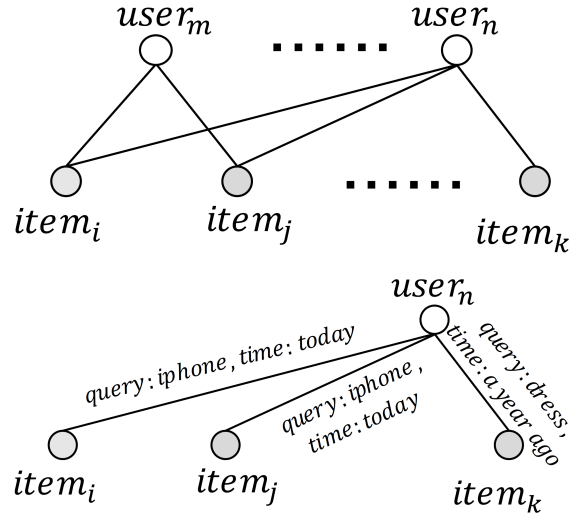 user_m
user_n
item_i
item_j
item_k
user_n
query: iphone, time: today
query: iphone,
time: today
query: dress,
time: a year ago
item_i
item_j
item_k